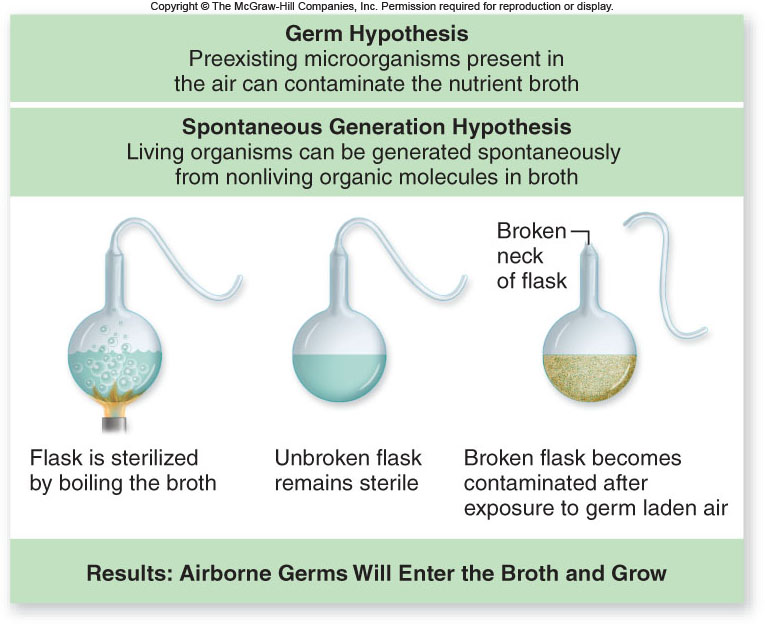 Copyright © The McGraw-Hill Companies, Inc. Permission required for reproduction or display.
Germ Hypothesis
Preexisting microorganisms present in
the air can contaminate the nutrient broth
Spontaneous Generation Hypothesis
Living organisms can be generated spontaneously
from nonliving organic molecules in broth
Broken
neck
of flask
Flask is sterilized
by boiling the broth
Unbroken flask
remains sterile
Broken flask becomes
contaminated after
exposure to germ laden air
Results: Airborne Germs Will Enter the Broth and Grow